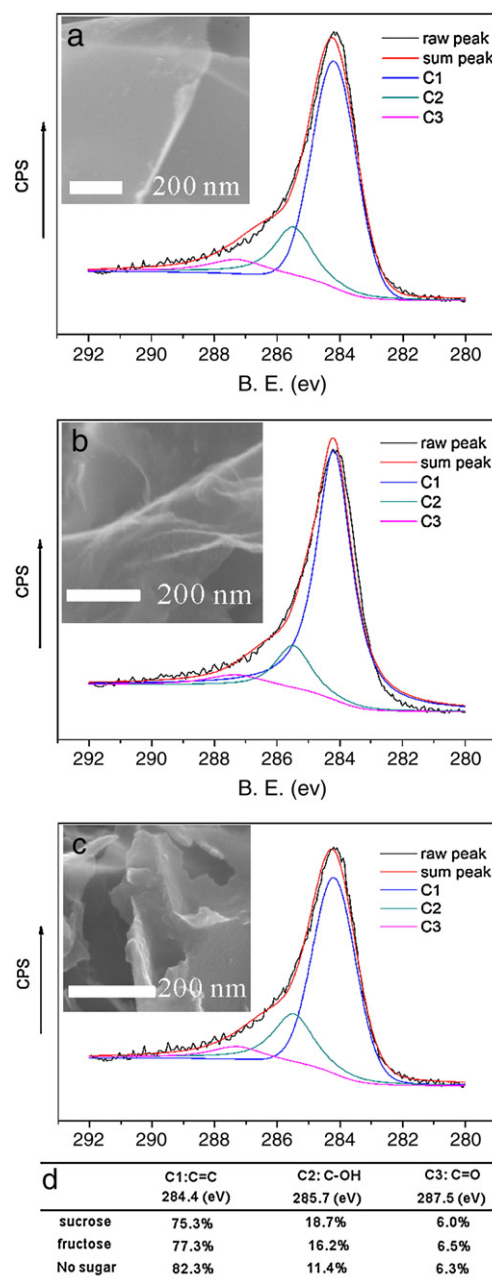 a
200 nm
raw peak
sum peak
C1
C2
C3
CPS
292 290 288 286 284 282 280
B. E. (ev)
b
200 nm
raw peak
sum peak
C1
C2
C3
CPS
292 290 288 286 284 282 280
B. E. (ev)
c
200 nm
raw peak
sum peak
C1
C2
C3
CPS
292 290 288 286 284 282 280
B. E. (ev)
d C1:C=C C2: C-OH C3: C=O
284.4 (eV) 285.7 (eV) 287.5 (eV)
sucrose 75.3% 18.7% 6.0%
fructose 77.3% 16.2% 6.5%
No sugar 82.3% 11.4% 6.3%